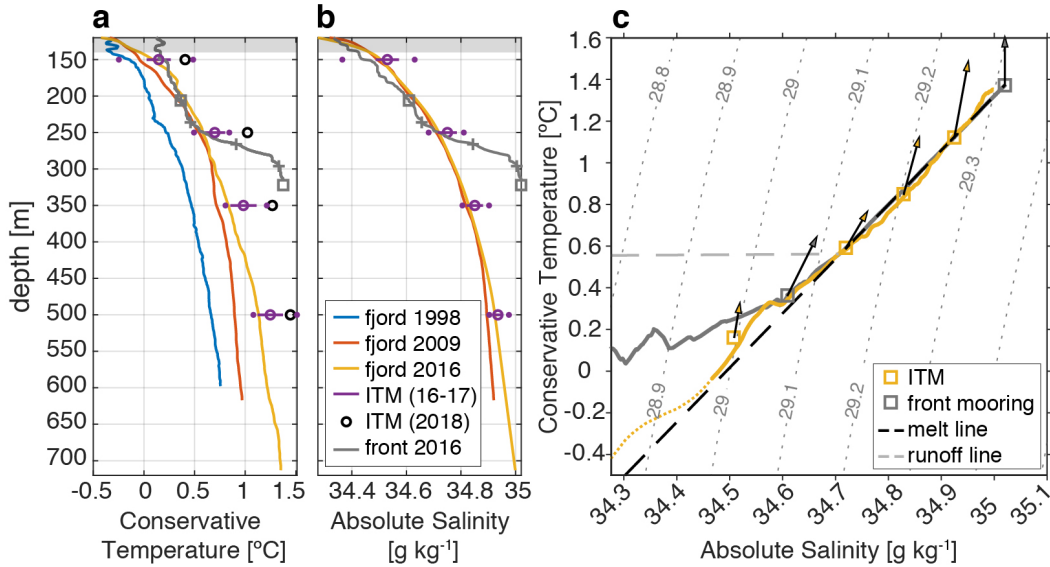 a
b
c
depth [m]
150
200
250
300
350
400
450
500
550
600
650
700
-0.5
0
0.5
1
1.5
Conservative
Temperature [ºC]
34.4
34.6
34.8
35
Absolute Salinity
[g kg-1]
fjord 1998
fjord 2009
fjord 2016
ITM (16-17)
ITM (2018)
front 2016
Conservative Temperature [ºC]
1.6
1.4
1.2
1
0.8
0.6
0.4
0.2
0
-0.2
-0.4
28.8
28.9
29
29.1
29.2
29.3
28.9
29
29.1
29.2
ITM
front mooring
melt line
runoff line
34.3
34.4
34.5
34.6
34.7
34.8
34.9
35
35.1
Absolute Salinity [g kg-1]